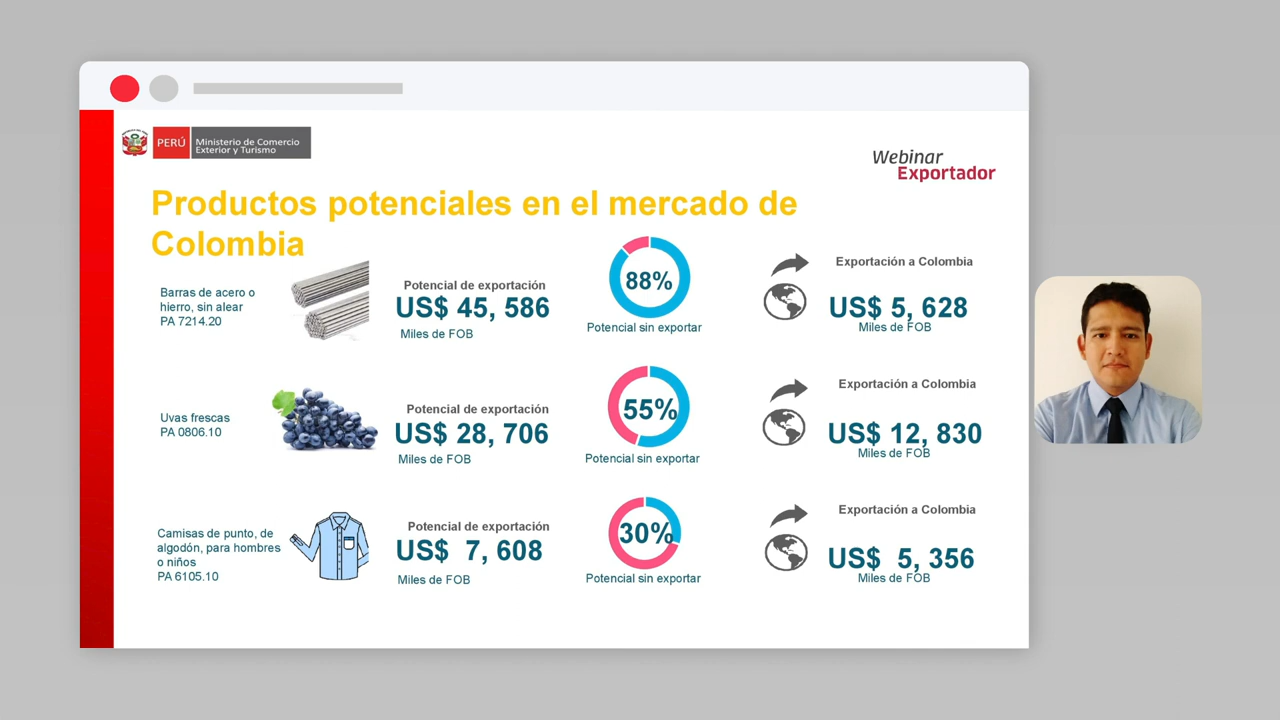 PERÚ
Ministerio de Comercio
Exterior y Turismo
Webinar
Exportador
Productos potenciales en el mercado de
Colombia
Barras de acero o
hierro, sin alear
PA 7214.20
Potencial de exportación
US$ 45, 586
Miles de FOB
88%
Potencial sin exportar
Exportación a Colombia
US$ 5, 628
Miles de FOB
Uvas frescas
PA 0806.10
Potencial de exportación
US$ 28, 706
Miles de FOB
55%
Potencial sin exportar
Exportación a Colombia
US$ 12, 830
Miles de FOB
Camisas de punto, de
algodón, para hombres
o niños
PA 6105.10
Potencial de exportación
US$ 7, 608
Miles de FOB
30%
Potencial sin exportar
Exportación a Colombia
US$ 5, 356
Miles de FOB